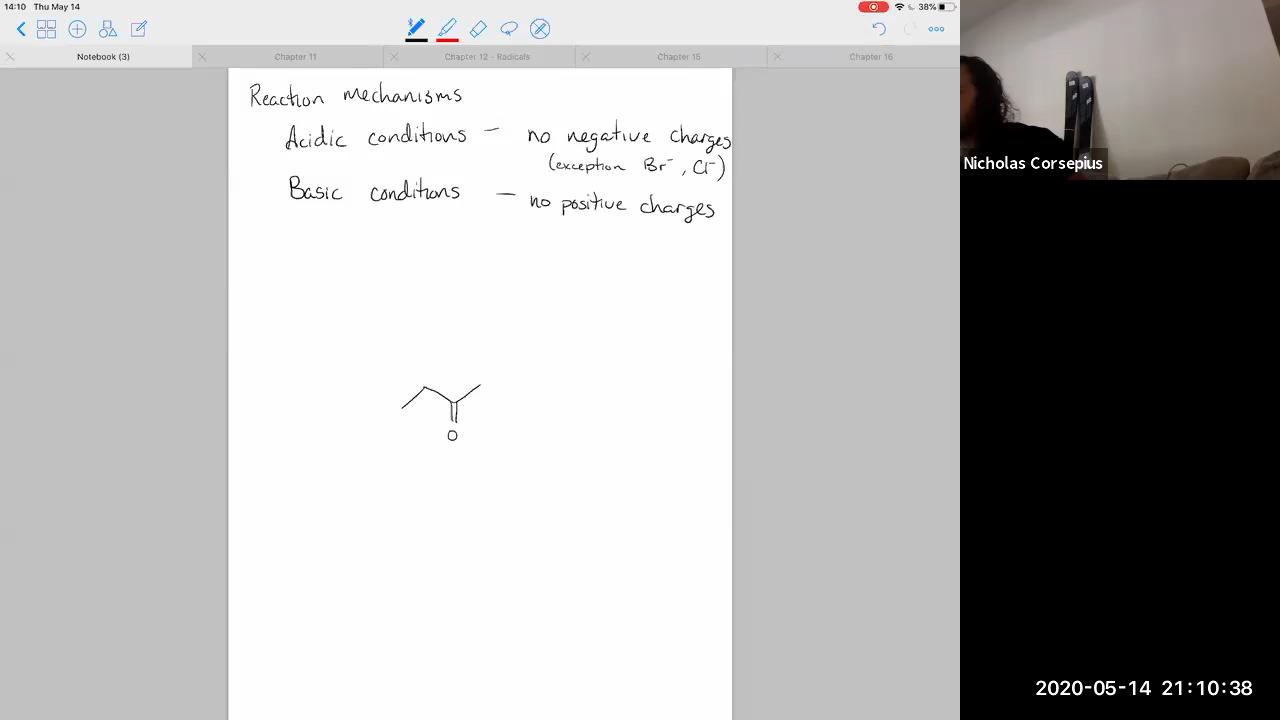 14:10 Thu May 14
38%
Notebook (3)
Chapter 11
Chapter 12 - Radicals
Chapter 15
Chapter 16
Reaction mechanisms
Acidic conditions — no negative charges
(exception Br⁻, Cl⁻)
Basic conditions — no positive charges
O
Nicholas Corsepius
2020-05-14 21:10:38